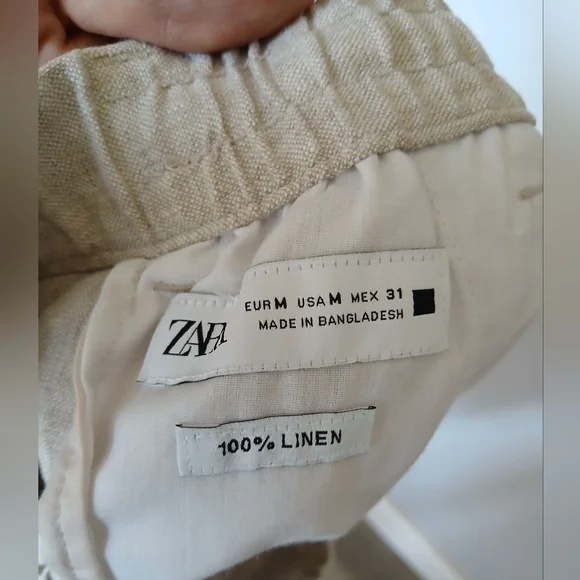 ZARA
EUR M USA M MEX 31
MADE IN BANGLADESH
100% LINEN